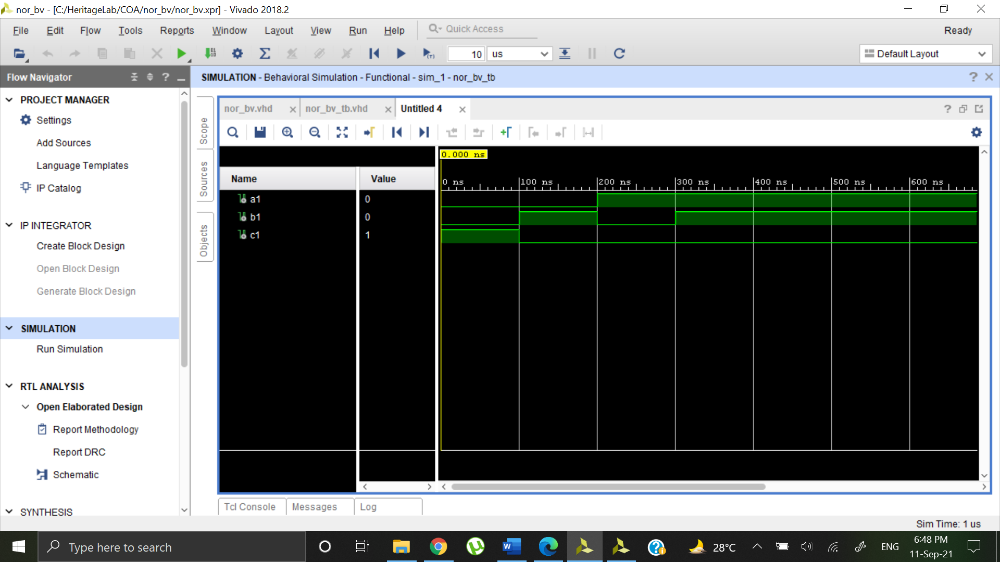 nor_bv - [C:/HeritageLab/COA/nor_bv/nor_bv.xpr] - Vivado 2018.2
File Edit Flow Tools Reports Window Layout View Run Help Quick Access Ready
10 us Default Layout
Flow Navigator
SIMULATION - Behavioral Simulation - Functional - sim_1 - nor_bv_tb
PROJECT MANAGER
Settings
Add Sources
Language Templates
IP Catalog
IP INTEGRATOR
Create Block Design
Open Block Design
Generate Block Design
SIMULATION
Run Simulation
RTL ANALYSIS
Open Elaborated Design
Report Methodology
Report DRC
Schematic
SYNTHESIS
Scope
Sources
Objects
nor_bv.vhd nor_bv_tb.vhd Untitled 4
0.000 ns
Name Value
0 ns 100 ns 200 ns 300 ns 400 ns 500 ns 600 ns
a1 0
b1 0
c1 1
Tcl Console Messages Log
Sim Time: 1 us
Type here to search
28°C ENG
6:48 PM
11-Sep-21